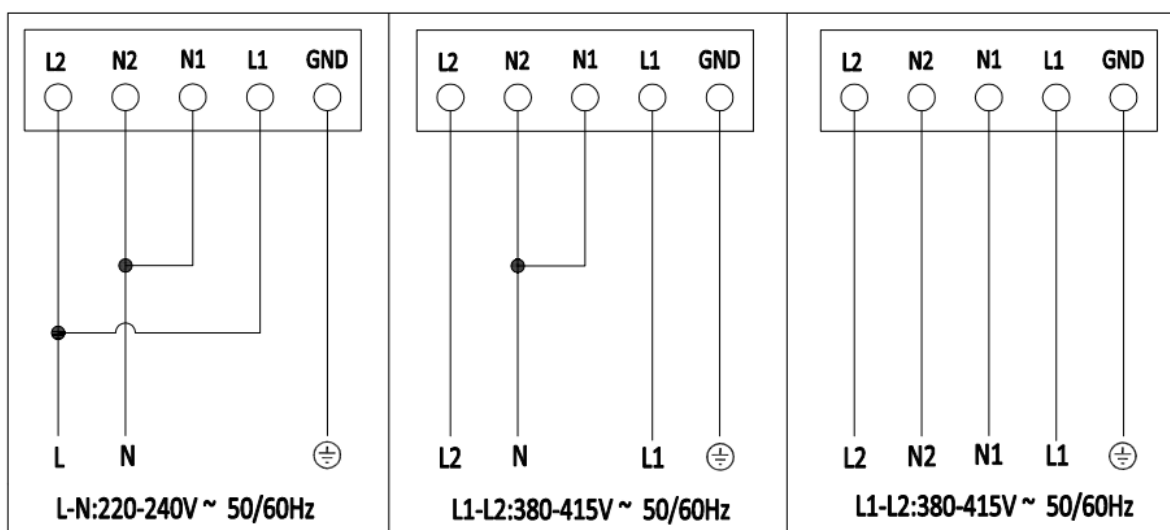 L2 N2 N1 L1 GND
L N
L-N:220-240V ~ 50/60Hz
L2 N2 N1 L1 GND
L2 N L1
L1-L2:380-415V ~ 50/60Hz
L2 N2 N1 L1 GND
L2 N2 N1 L1
L1-L2:380-415V ~ 50/60Hz